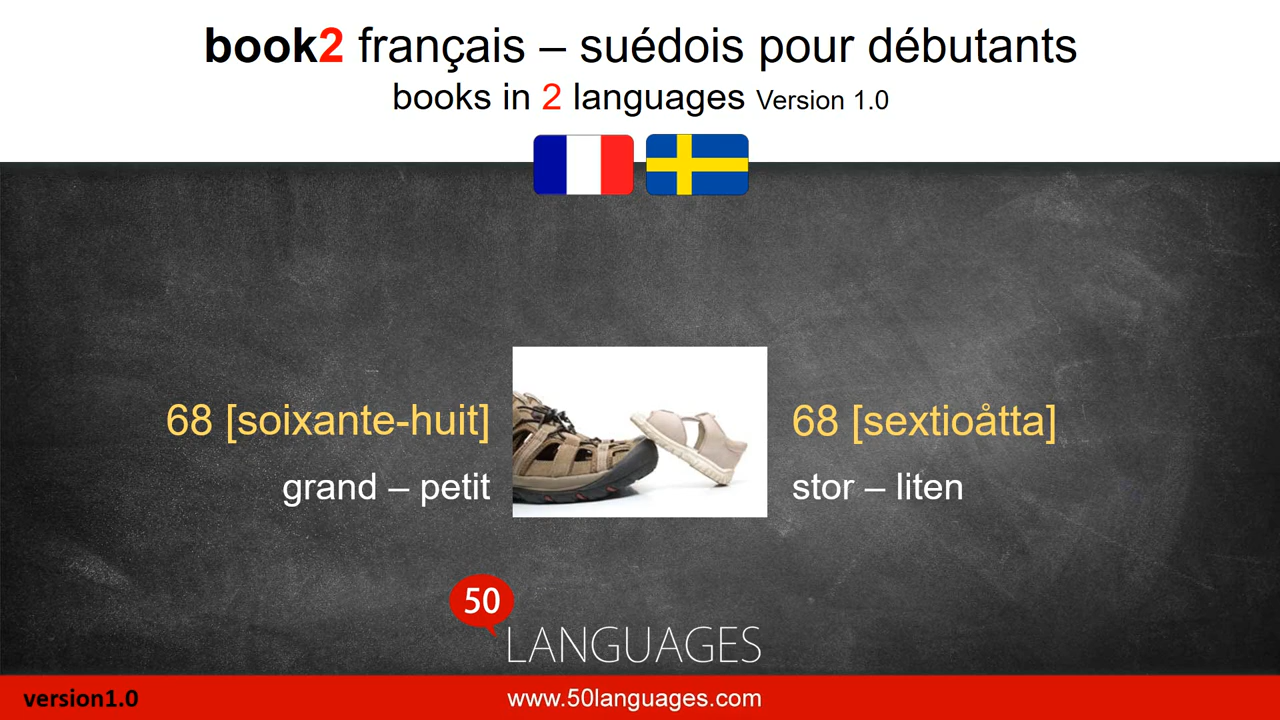 book2 français – suédois pour débutants
books in 2 languages Version 1.0
68 [soixante-huit]
grand – petit
68 [sextioåtta]
stor – liten
50
LANGUAGES
version1.0
www.50languages.com